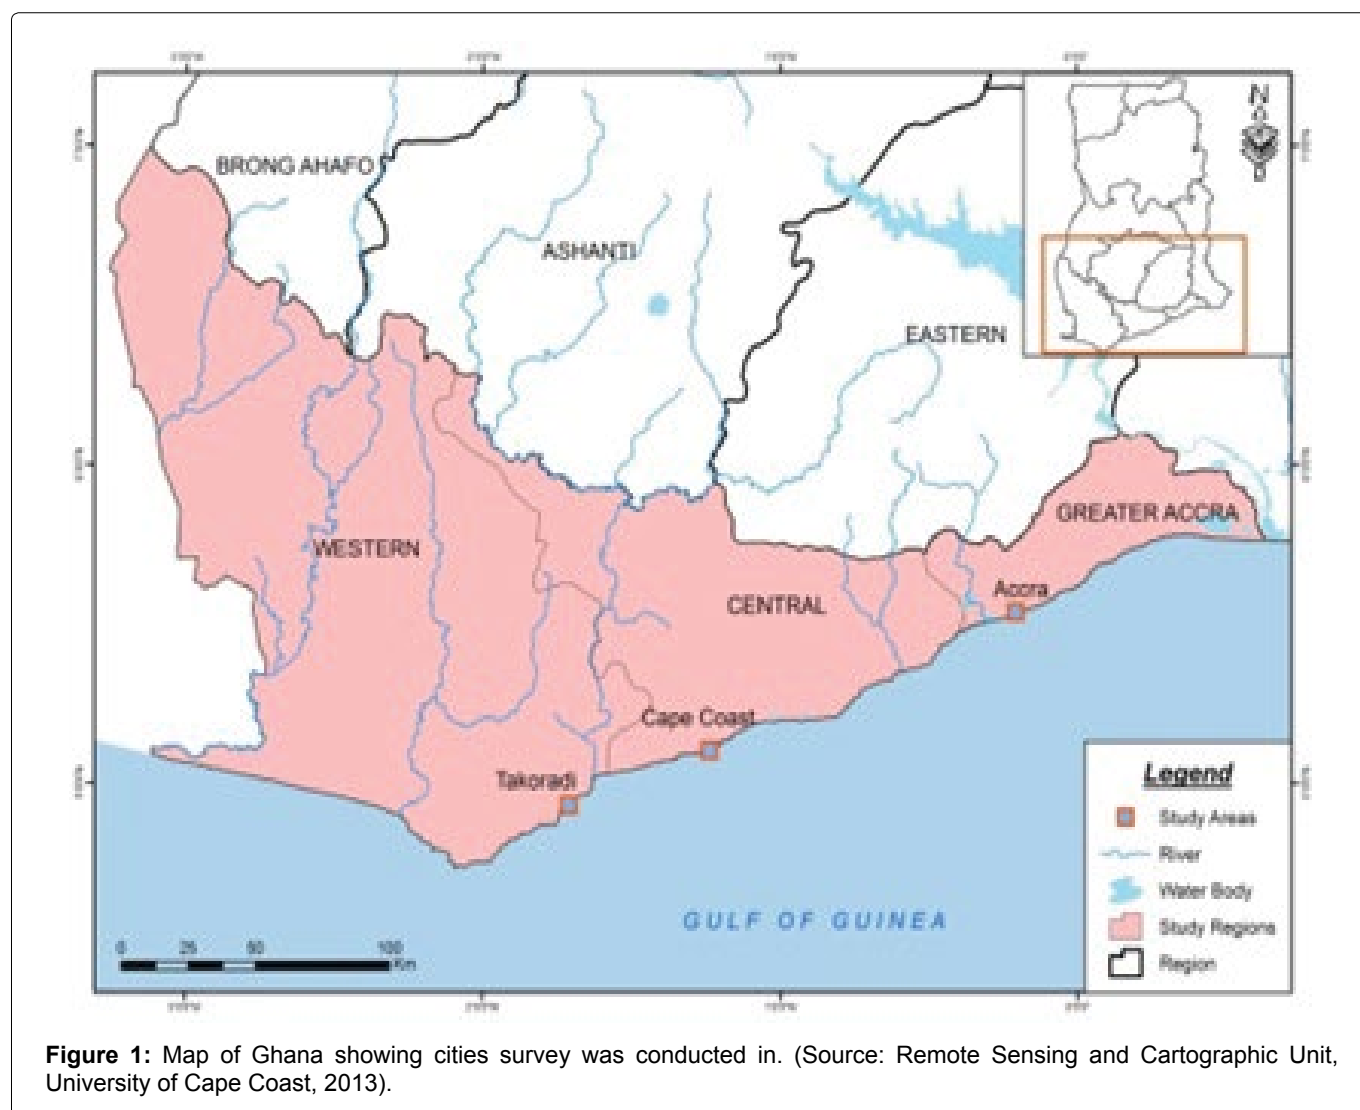 N
BRONG AHAFO
ASHANTI
EASTERN
GREATER ACCRA
WESTERN
Accra
CENTRAL
Cape Coast
Takoradi
GULF OF GUINEA
Legend
Study Areas
River
Water Body
Study Regions
Region
0 25 50 100
Km
Figure 1: Map of Ghana showing cities survey was conducted in. (Source: Remote Sensing and Cartographic Unit,
University of Cape Coast, 2013).